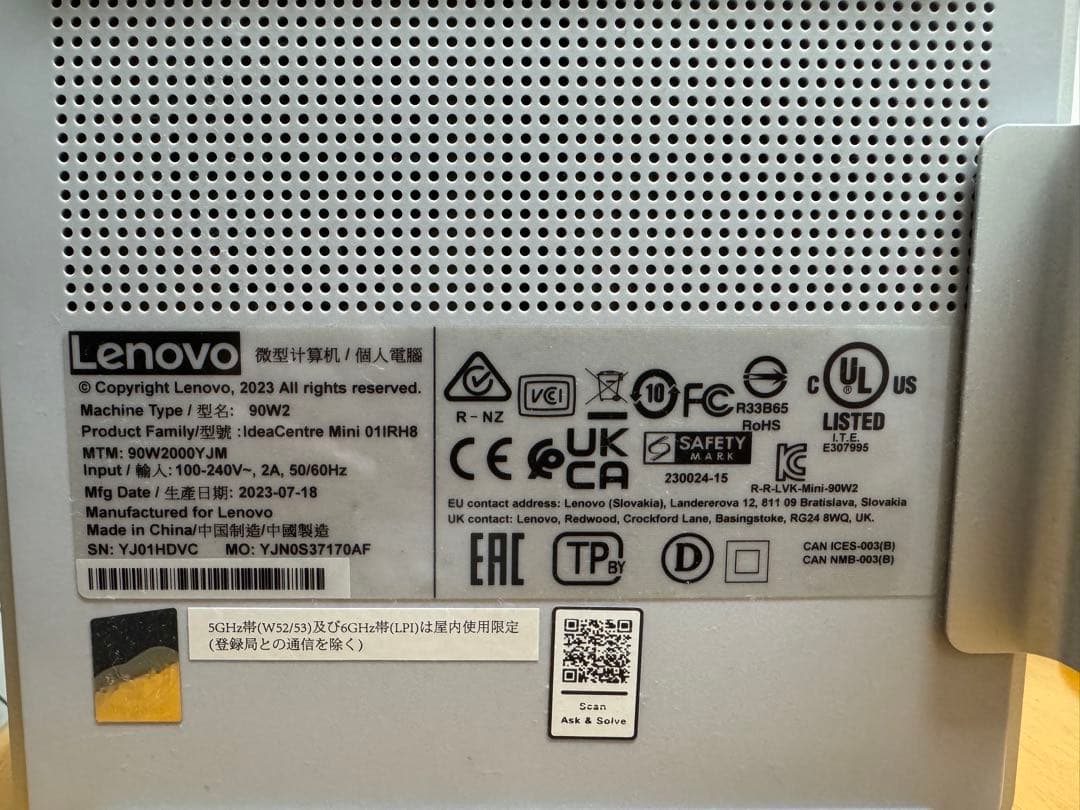 Lenovo 微型计算机 / 個人電腦
© Copyright Lenovo, 2023 All rights reserved.
Machine Type / 型名: 90W2
Product Family/型號 :IdeaCentre Mini 01IRH8
MTM: 90W2000YJM
Input / 輸入: 100-240V~, 2A, 50/60Hz
Mfg Date / 生產日期: 2023-07-18
Manufactured for Lenovo
Made in China/中国制造/中國製造
SN: YJ01HDVC MO: YJN0S37170AF
R-NZ
VCI
10
FC
R33B65
RoHS
C UL US
®
LISTED
I.T.E.
E307995
CE
UK
CA
SAFETY
MARK
230024-15
KC
R-R-LVK-Mini-90W2
EU contact address: Lenovo (Slovakia), Landererova 12, 811 09 Bratislava, Slovakia
UK contact: Lenovo, Redwood, Crockford Lane, Basingstoke, RG24 8WQ, UK.
EAC
TP BY
D
CAN ICES-003(B)
CAN NMB-003(B)
5GHz帯(W52/53)及び6GHz帯(LPI)は屋内使用限定
(登録局との通信を除く)
Scan
Ask & Solve